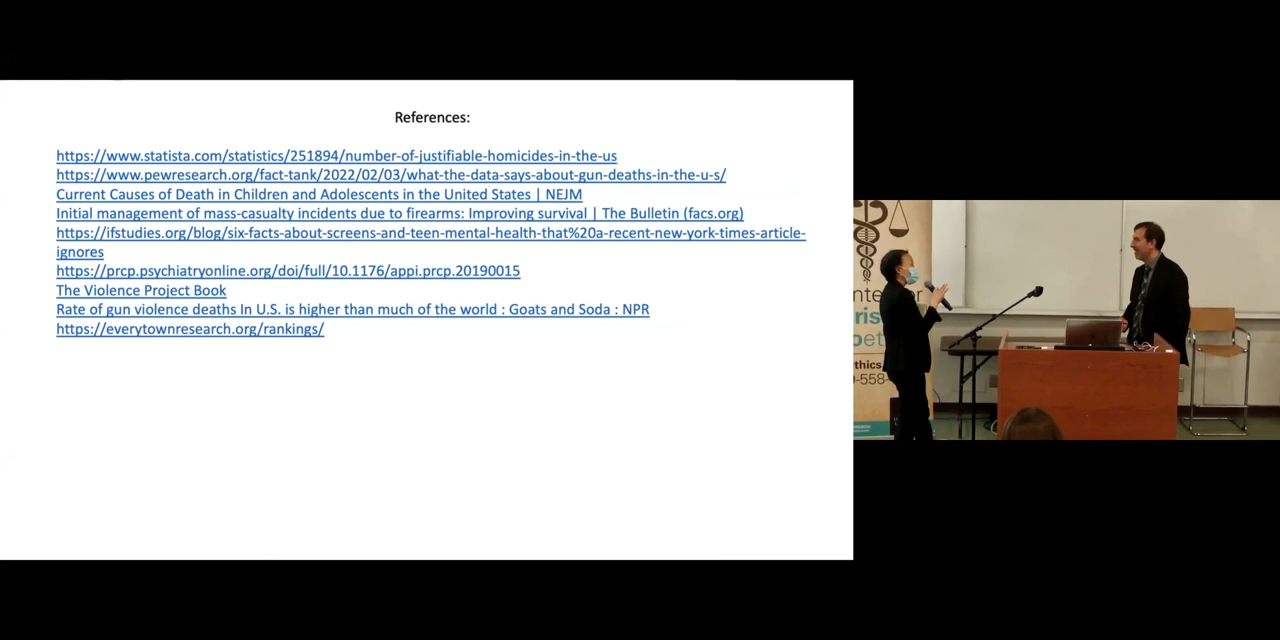 References:
https://www.statista.com/statistics/251894/number-of-justifiable-homicides-in-the-us
https://www.pewresearch.org/fact-tank/2022/02/03/what-the-data-says-about-gun-deaths-in-the-u-s/
Current Causes of Death in Children and Adolescents in the United States | NEJM
Initial management of mass-casualty incidents due to firearms: Improving survival | The Bulletin (facs.org)
https://ifstudies.org/blog/six-facts-about-screens-and-teen-mental-health-that%20a-recent-new-york-times-article-
ignores
https://prcp.psychiatryonline.org/doi/full/10.1176/appi.prcp.20190015
The Violence Project Book
Rate of gun violence deaths In U.S. is higher than much of the world : Goats and Soda : NPR
https://everytownresearch.org/rankings/